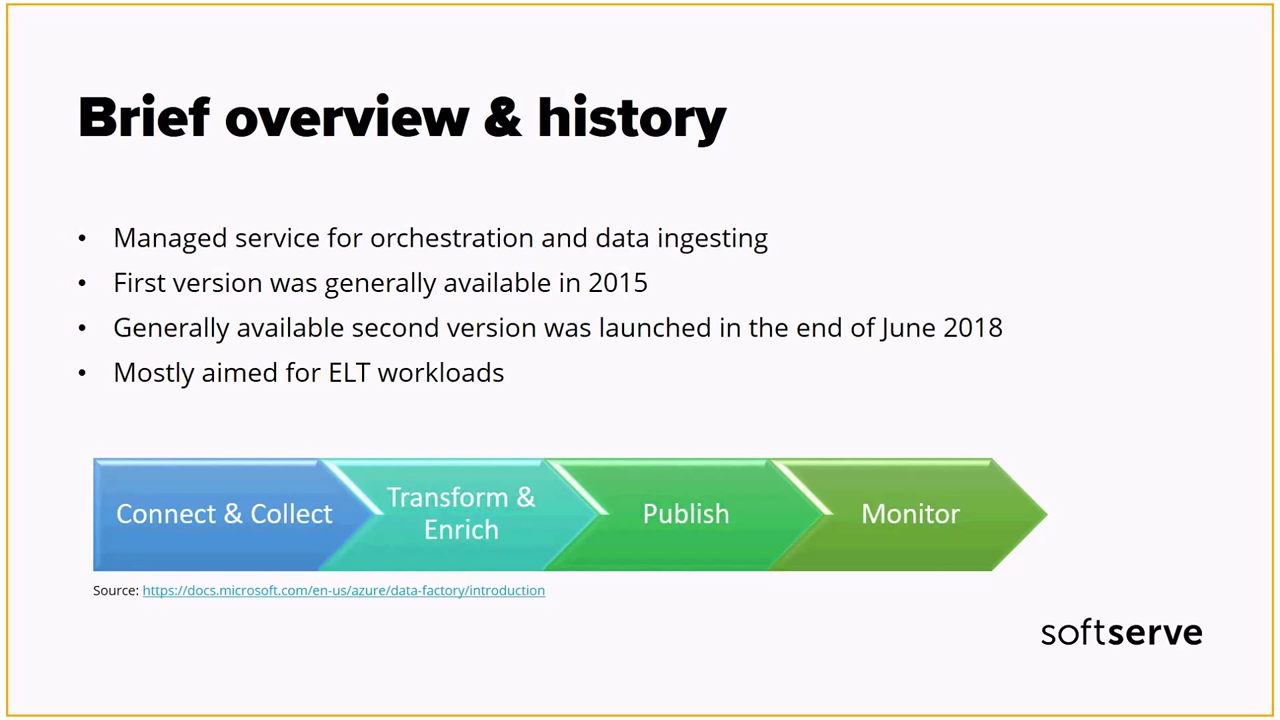 Brief overview & history
• Managed service for orchestration and data ingesting
• First version was generally available in 2015
• Generally available second version was launched in the end of June 2018
• Mostly aimed for ELT workloads
Connect & Collect
Transform &
Enrich
Publish
Monitor
Source: https://docs.microsoft.com/en-us/azure/data-factory/introduction
softserve